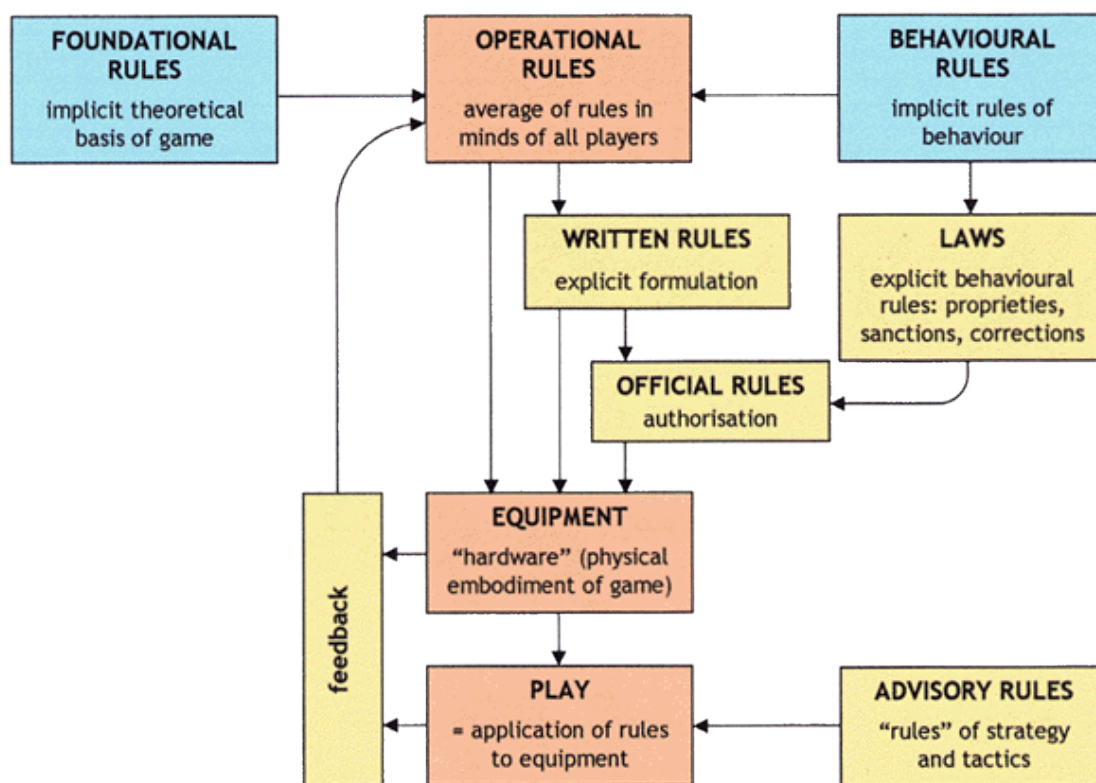 FOUNDATIONAL
RULES
implicit theoretical
basis of game
OPERATIONAL
RULES
average of rules in
minds of all players
BEHAVIOURAL
RULES
implicit rules of
behaviour
WRITTEN RULES
explicit formulation
LAWS
explicit behavioural
rules: proprieties,
sanctions, corrections
OFFICIAL RULES
authorisation
EQUIPMENT
“hardware” (physical
embodiment of game)
feedback
PLAY
= application of rules
to equipment
ADVISORY RULES
“rules” of strategy
and tactics